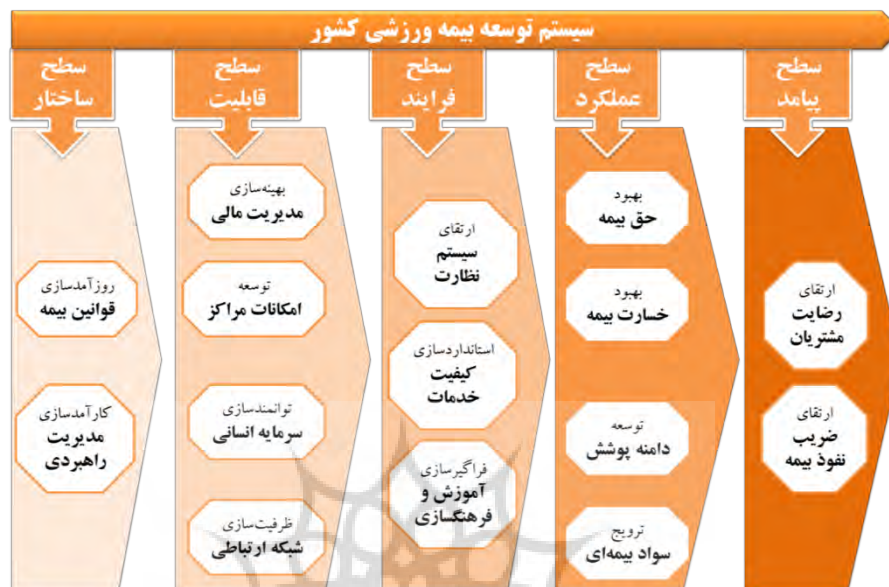 سیستم توسعه بیمه ورزشی کشور
سطح
ساختار
روزآمدسازی
قوانین بیمه
کارآمدسازی
مدیریت
راهبردی
سطح
قابلیت
بهینه‌سازی
مدیریت مالی
توسعه
امکانات مراکز
توانمندسازی
سرمایه انسانی
ظرفیت‌سازی
شبکه ارتباطی
سطح
فرایند
ارتقای
سیستم
نظارت
استانداردسازی
کیفیت
خدمات
فراگیرسازی
آموزش و
فرهنگسازی
سطح
عملکرد
بهبود
حق بیمه
بهبود
خسارت بیمه
توسعه
دامنه پوشش
ترویج
سواد بیمه‌ای
سطح
پیامد
ارتقای
رضایت
مشتریان
ارتقای
ضریب
نفوذ بیمه